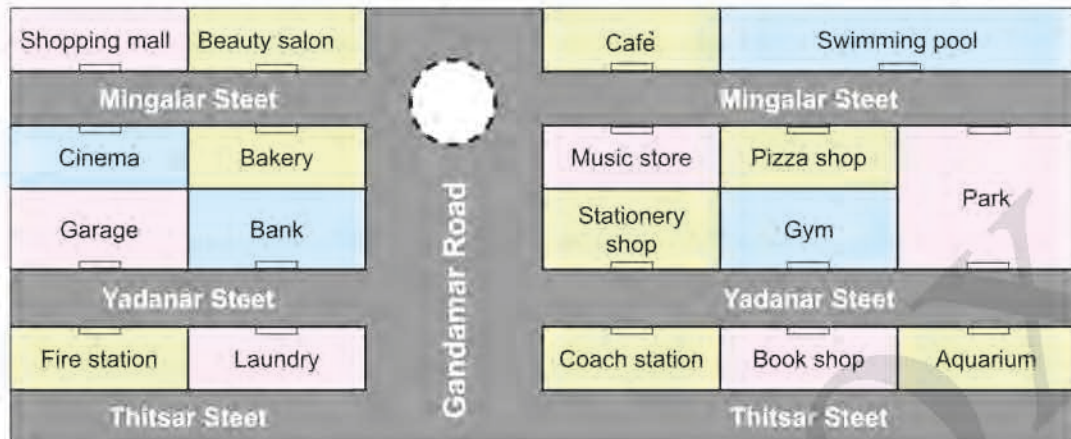 Shopping mall Beauty salon Cafè Swimming pool
Mingalar Steet Mingalar Steet
Cinema Bakery Music store Pizza shop
Park
Garage Bank Stationery shop Gym
Gandamar Road
Yadanar Steet Yadanar Steet
Fire station Laundry Coach station Book shop Aquarium
Thitsar Steet Thitsar Steet